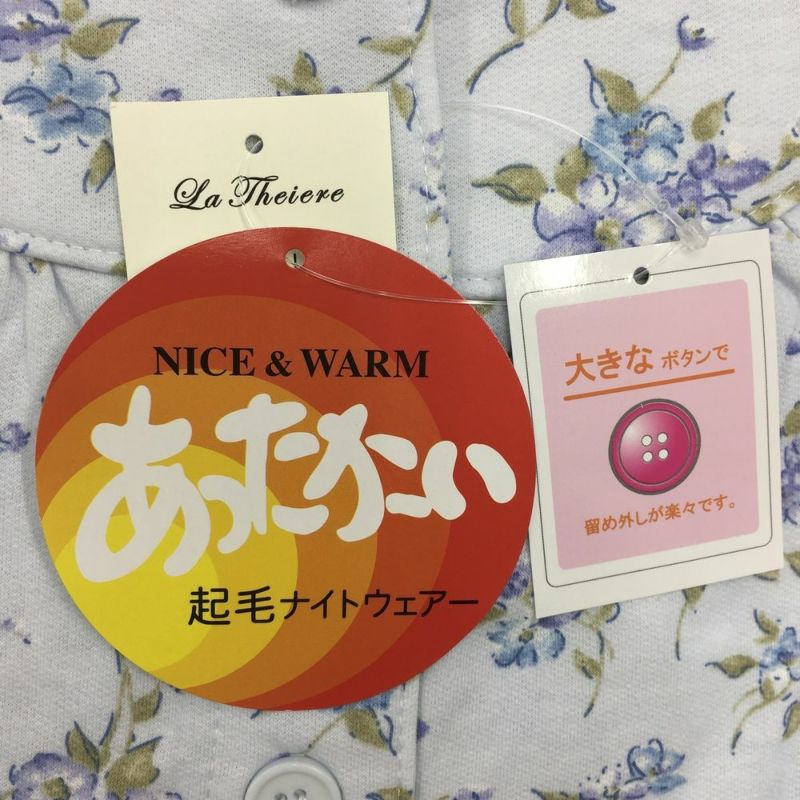 La Theiere
NICE & WARM
あったかい
起毛ナイトウェアー
大きな ボタンで
留め外しが楽々です。